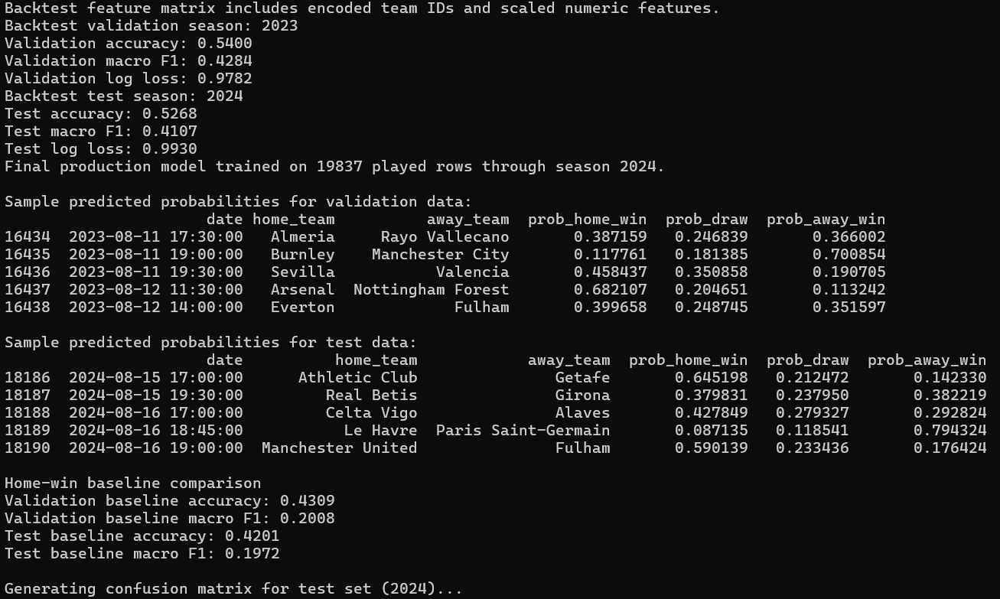 Backtest feature matrix includes encoded team IDs and scaled numeric features.
Backtest validation season: 2023
Validation accuracy: 0.5400
Validation macro F1: 0.4284
Validation log loss: 0.9782
Backtest test season: 2024
Test accuracy: 0.5268
Test macro F1: 0.4107
Test log loss: 0.9930
Final production model trained on 19837 played rows through season 2024.

Sample predicted probabilities for validation data:
                      date home_team          away_team  prob_home_win  prob_draw  prob_away_win
16434  2023-08-11 17:30:00   Almeria     Rayo Vallecano       0.387159   0.246839       0.366002
16435  2023-08-11 19:00:00   Burnley    Manchester City       0.117761   0.181385       0.700854
16436  2023-08-11 19:30:00   Sevilla           Valencia       0.458437   0.350858       0.190705
16437  2023-08-12 11:30:00   Arsenal  Nottingham Forest       0.682107   0.204651       0.113242
16438  2023-08-12 14:00:00   Everton             Fulham       0.399658   0.248745       0.351597

Sample predicted probabilities for test data:
                      date          home_team            away_team  prob_home_win  prob_draw  prob_away_win
18186  2024-08-15 17:00:00      Athletic Club               Getafe       0.645198   0.212472       0.142330
18187  2024-08-15 19:30:00         Real Betis               Girona       0.379831   0.237950       0.382219
18188  2024-08-16 17:00:00         Celta Vigo               Alaves       0.427849   0.279327       0.292824
18189  2024-08-16 18:45:00           Le Havre  Paris Saint-Germain       0.087135   0.118541       0.794324
18190  2024-08-16 19:00:00  Manchester United               Fulham       0.590139   0.233436       0.176424

Home-win baseline comparison
Validation baseline accuracy: 0.4309
Validation baseline macro F1: 0.2008
Test baseline accuracy: 0.4201
Test baseline macro F1: 0.1972

Generating confusion matrix for test set (2024)...